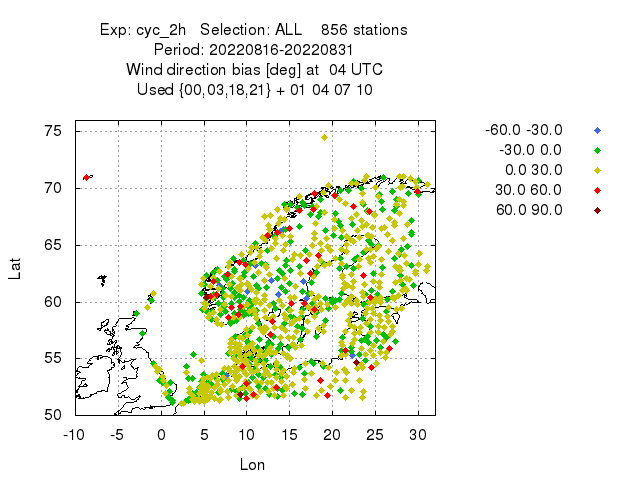 Exp: cyc_2h   Selection: ALL    856 stations
Period: 20220816-20220831
Wind direction bias [deg] at  04 UTC
Used {00,03,18,21} + 01 04 07 10
-60.0 -30.0
-30.0 0.0
0.0 30.0
30.0 60.0
60.0 90.0
75
70
65
60
55
50
Lat
-10 -5 0 5 10 15 20 25 30
Lon